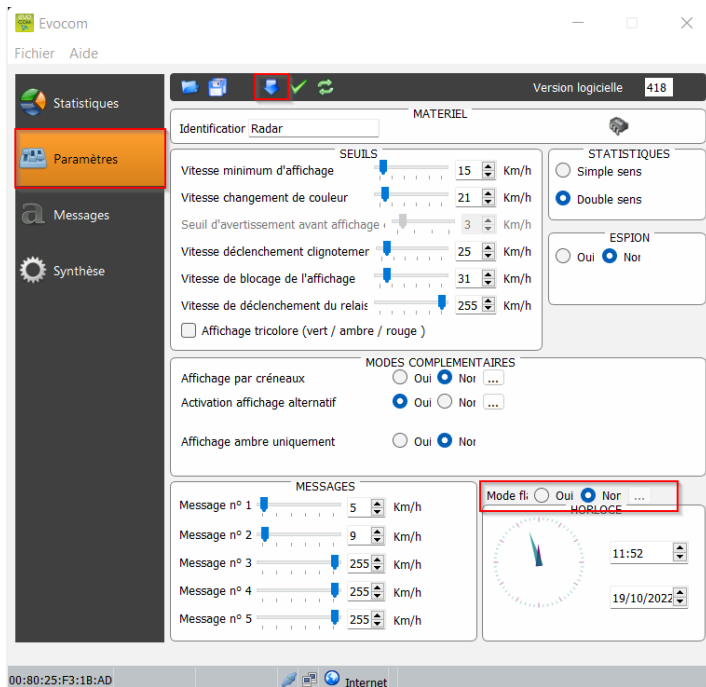 Evocom
Fichier Aide
Statistiques
Paramètres
Messages
Synthèse
Version logicielle 418
MATERIEL
Identification Radar
SEUILS
Vitesse minimum d'affichage 15 Km/h
Vitesse changement de couleur 21 Km/h
Seuil d'avertissement avant affichage 3 Km/h
Vitesse déclenchement clignotemer 25 Km/h
Vitesse de blocage de l'affichage 31 Km/h
Vitesse de déclenchement du relais 255 Km/h
Affichage tricolore (vert / ambre / rouge )
STATISTIQUES
Simple sens
Double sens
ESPION
Oui Nor
MODES COMPLEMENTAIRES
Affichage par créneaux Oui Nor ...
Activation affichage alternatif Oui Nor ...
Affichage ambre uniquement Oui Nor
MESSAGES
Message nº 1 5 Km/h
Message nº 2 9 Km/h
Message nº 3 255 Km/h
Message nº 4 255 Km/h
Message nº 5 255 Km/h
Mode fl Oui Nor ...
HORLOGE
11:52
19/10/2022
00:80:25:F3:1B:AD
Internet